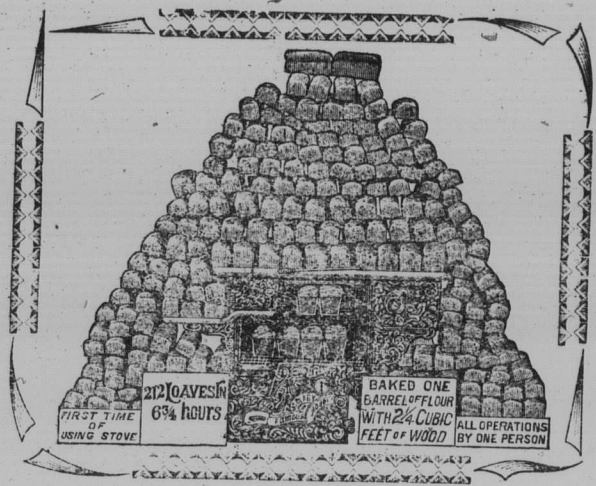 FIRST TIME
OF
USING STOVE
212 LOAVES IN
6¾ hours
BAKED ONE
BARREL OF FLOUR
WITH 2¼ CUBIC
FEET OF WOOD
ALL OPERATIONS
BY ONE PERSON